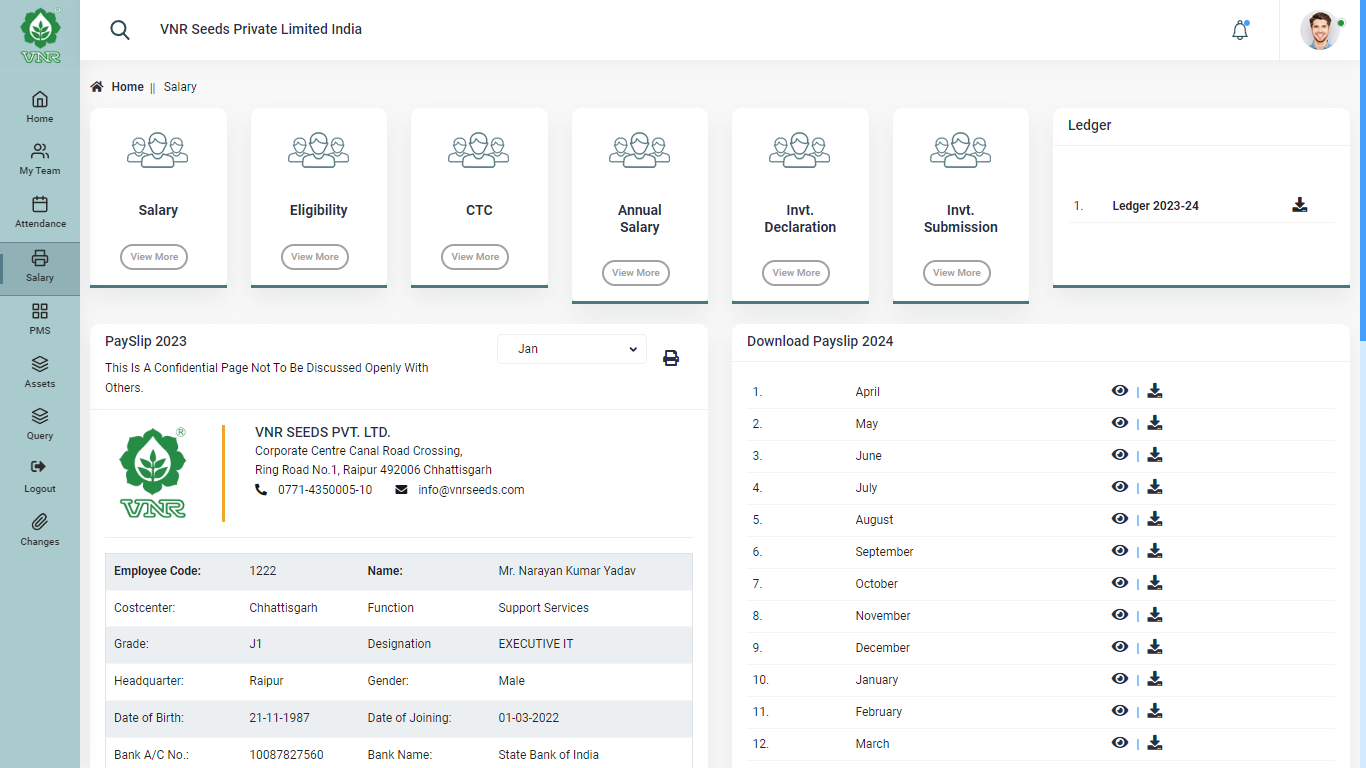 VNR
VNR Seeds Private Limited India
Home
My Team
Attendance
Salary
PMS
Assets
Query
Logout
Changes
Home || Salary
Salary
View More
Eligibility
View More
CTC
View More
Annual
Salary
View More
Invt.
Declaration
View More
Invt.
Submission
View More
Ledger
1. Ledger 2023-24
PaySlip 2023
Jan
This Is A Confidential Page Not To Be Discussed Openly With
Others.
VNR
®
VNR SEEDS PVT. LTD.
Corporate Centre Canal Road Crossing,
Ring Road No.1, Raipur 492006 Chhattisgarh
0771-4350005-10 info@vnrseeds.com
Employee Code: 1222 Name: Mr. Narayan Kumar Yadav
Costcenter: Chhattisgarh Function Support Services
Grade: J1 Designation EXECUTIVE IT
Headquarter: Raipur Gender: Male
Date of Birth: 21-11-1987 Date of Joining: 01-03-2022
Bank A/C No.: 10087827560 Bank Name: State Bank of India
Download Payslip 2024
1. April |
2. May |
3. June |
4. July |
5. August |
6. September |
7. October |
8. November |
9. December |
10. January |
11. February |
12. March |